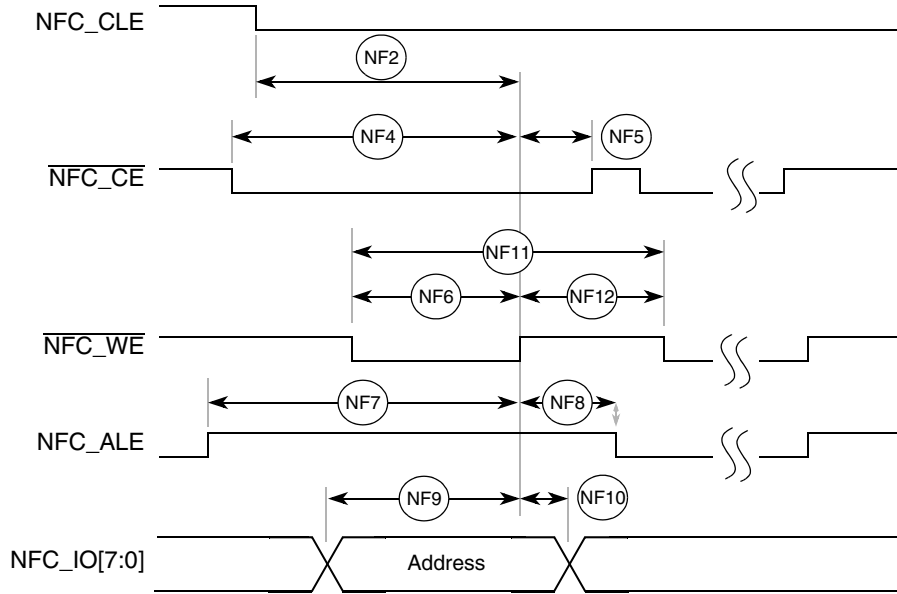 NFC_CLE
NF2
NF4
NF5
NFC_CE
NF11
NF6
NF12
NFC_WE
NF7
NF8
NFC_ALE
NF9
NF10
NFC_IO[7:0]
Address